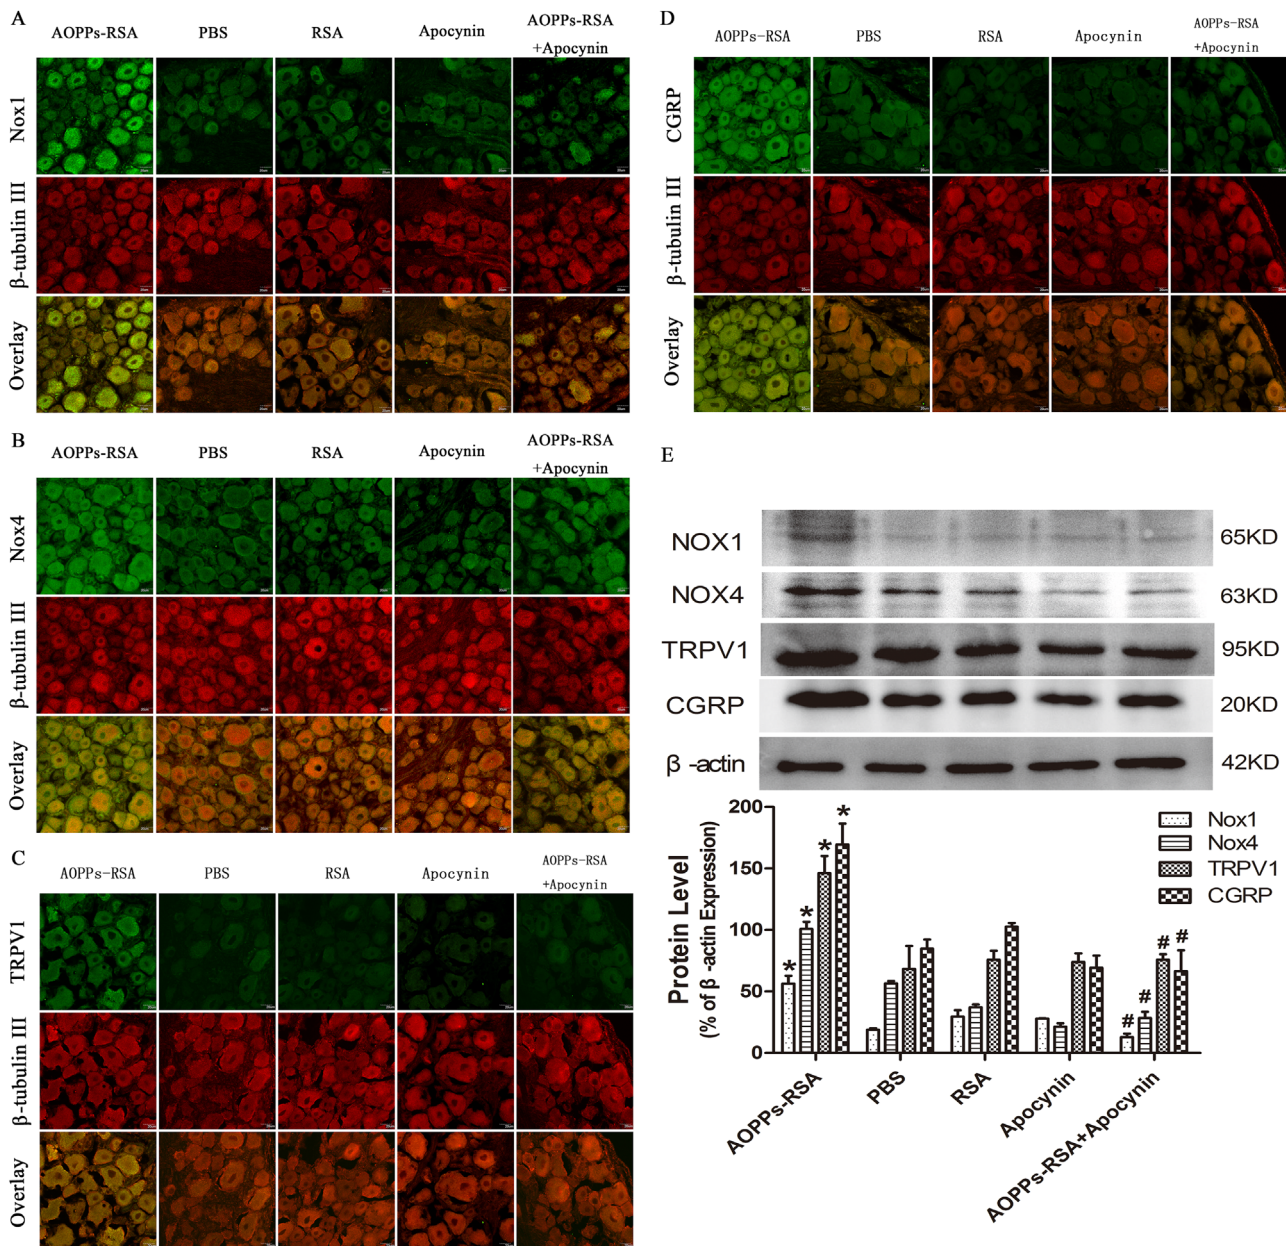 A
AOPPs-RSA PBS RSA Apocynin AOPPs-RSA
+Apocynin
Nox1
β-tubulin III
Overlay
B
AOPPs-RSA PBS RSA Apocynin AOPPs-RSA
+Apocynin
Nox4
β-tubulin III
Overlay
C
AOPPs-RSA PBS RSA Apocynin AOPPs-RSA
+Apocynin
TRPV1
β-tubulin III
Overlay
D
AOPPs-RSA PBS RSA Apocynin AOPPs-RSA
+Apocynin
CGRP
β-tubulin III
Overlay
E
NOX1 65KD
NOX4 63KD
TRPV1 95KD
CGRP 20KD
β -actin 42KD
Protein Level
(% of β -actin Expression)
200
150
100
50
0
* * * *
# # # #
Nox1
Nox4
TRPV1
CGRP
AOPPs-RSA
PBS
RSA
Apocynin
AOPPs-RSA+Apocynin